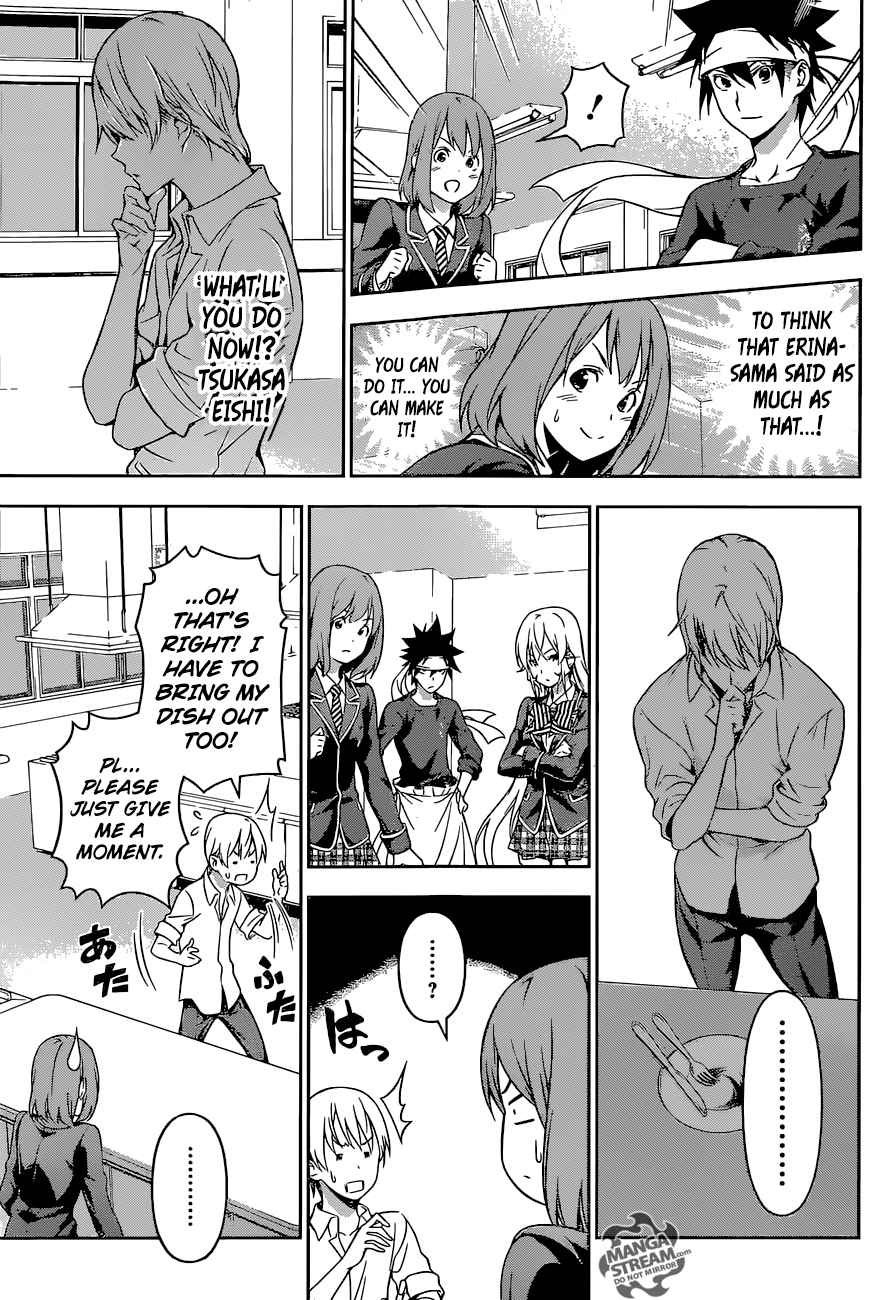 !
TO THINK
THAT ERINA-
SAMA SAID AS
MUCH AS
THAT...!
YOU CAN
DO IT... YOU
CAN MAKE
IT!
WHAT'LL
YOU DO
NOW!?
TSUKASA
EISHI!
..........
......?
はっ
...OH
THAT'S
RIGHT! I
HAVE TO
BRING MY
DISH OUT
TOO!
PL...
PLEASE
JUST GIVE
ME A
MOMENT.
ふた
あた
.........
MANGA
STREAM.com
DO NOT MIRROR